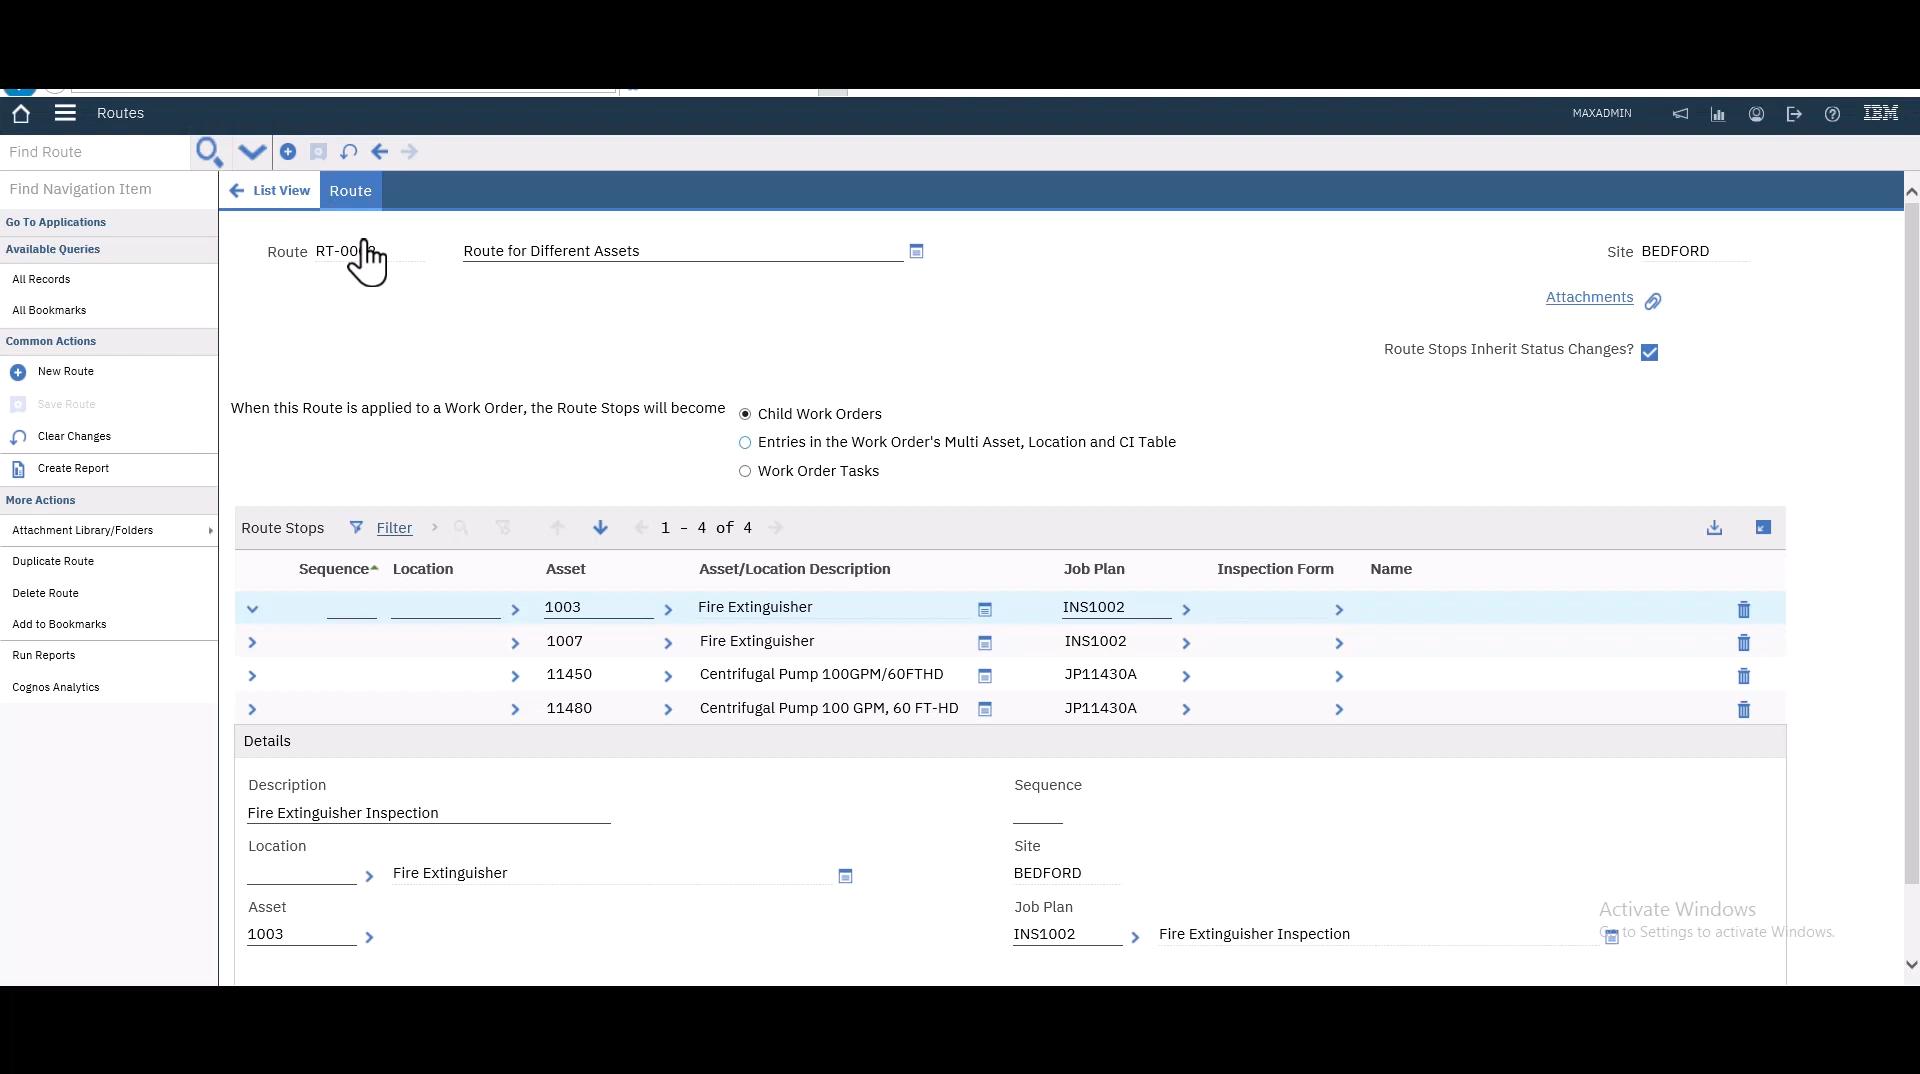 Routes
MAXADMIN
IBM
Find Route
Find Navigation Item
List View
Route
Go To Applications
Available Queries
All Records
All Bookmarks
Common Actions
New Route
Save Route
Clear Changes
Create Report
More Actions
Attachment Library/Folders
Duplicate Route
Delete Route
Add to Bookmarks
Run Reports
Cognos Analytics
Route Route for Different Assets Site BEDFORD
Attachments
Route Stops Inherit Status Changes?
When this Route is applied to a Work Order, the Route Stops will become
Child Work Orders
Entries in the Work Order's Multi Asset, Location and CI Table
Work Order Tasks
Route Stops Filter 1 - 4 of 4
Sequence Location Asset Asset/Location Description Job Plan Inspection Form Name
1003 Fire Extinguisher INS1002
1007 Fire Extinguisher INS1002
11450 Centrifugal Pump 100GPM/60FTHD JP11430A
11480 Centrifugal Pump 100 GPM, 60 FT-HD JP11430A
Details
Description Sequence
Fire Extinguisher Inspection
Location Site
Fire Extinguisher BEDFORD
Asset Job Plan
1003 INS1002 Fire Extinguisher Inspection
Activate Windows
to Settings to activate Windows.